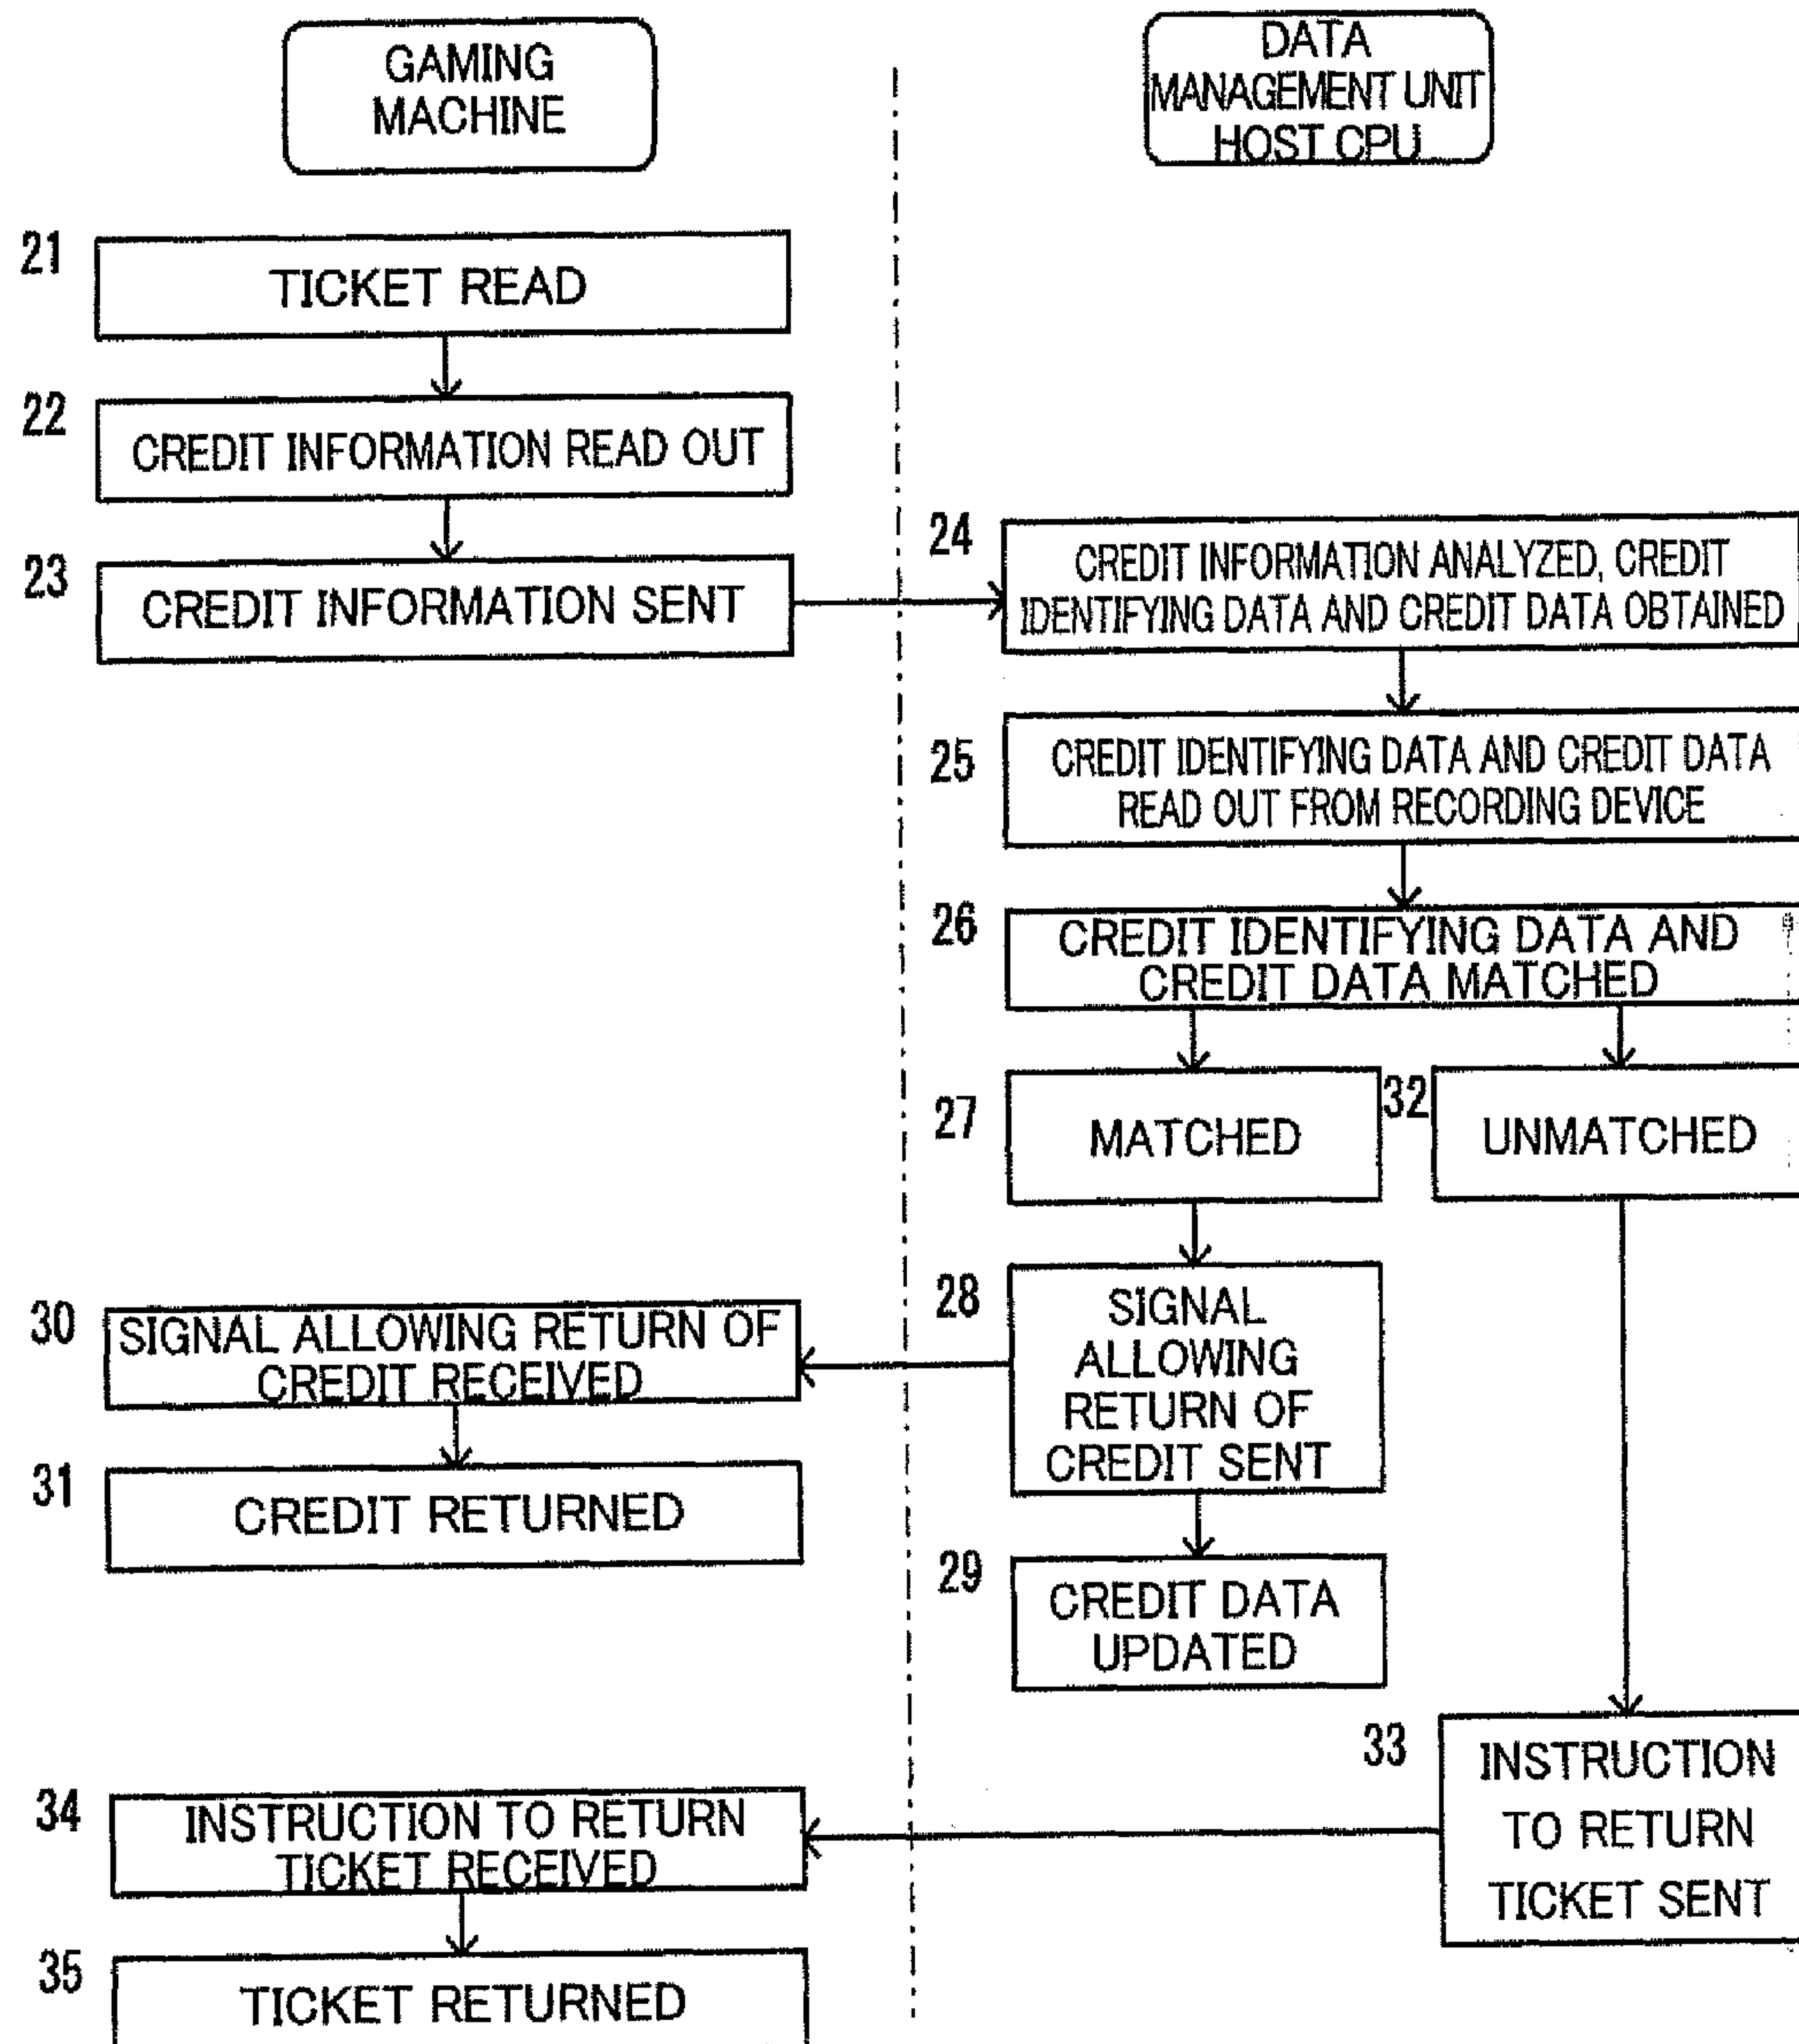 GAMING
MACHINE
DATA
MANAGEMENT UNIT
HOST CPU
21
TICKET READ
22
CREDIT INFORMATION READ OUT
23
CREDIT INFORMATION SENT
24
CREDIT INFORMATION ANALYZED, CREDIT
IDENTIFYING DATA AND CREDIT DATA OBTAINED
25
CREDIT IDENTIFYING DATA AND CREDIT DATA
READ OUT FROM RECORDING DEVICE
26
CREDIT IDENTIFYING DATA AND
CREDIT DATA MATCHED
27
MATCHED
32
UNMATCHED
28
SIGNAL
ALLOWING
RETURN OF
CREDIT SENT
30
SIGNAL ALLOWING RETURN OF
CREDIT RECEIVED
31
CREDIT RETURNED
29
CREDIT DATA
UPDATED
33
INSTRUCTION
TO RETURN
TICKET SENT
34
INSTRUCTION TO RETURN
TICKET RECEIVED
35
TICKET RETURNED